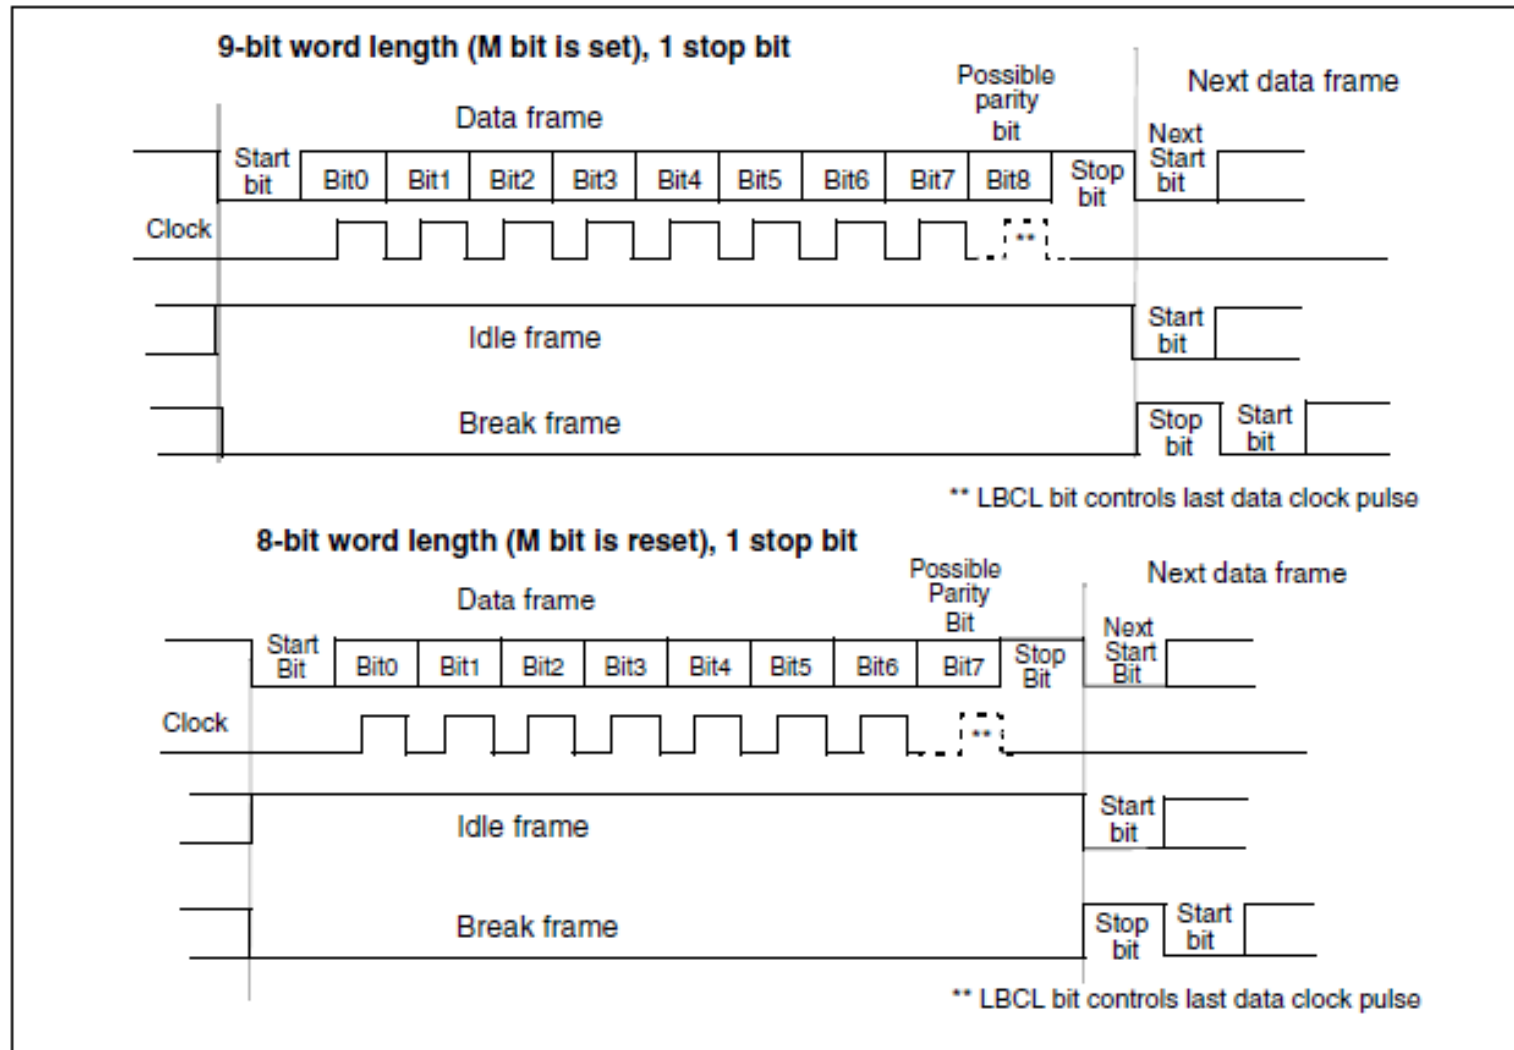 9-bit word length (M bit is set), 1 stop bit
Possible
parity
bit
Next data frame
Data frame
Start
bit
Bit0
Bit1
Bit2
Bit3
Bit4
Bit5
Bit6
Bit7
Bit8
Stop
bit
Next
Start
bit
Clock
**
Idle frame
Start
bit
Break frame
Stop
bit
Start
bit
** LBCL bit controls last data clock pulse
8-bit word length (M bit is reset), 1 stop bit
Possible
Parity
Bit
Next data frame
Data frame
Start
Bit
Bit0
Bit1
Bit2
Bit3
Bit4
Bit5
Bit6
Bit7
Stop
Bit
Next
Start
Bit
Clock
**
Idle frame
Start
bit
Break frame
Stop
bit
Start
bit
** LBCL bit controls last data clock pulse